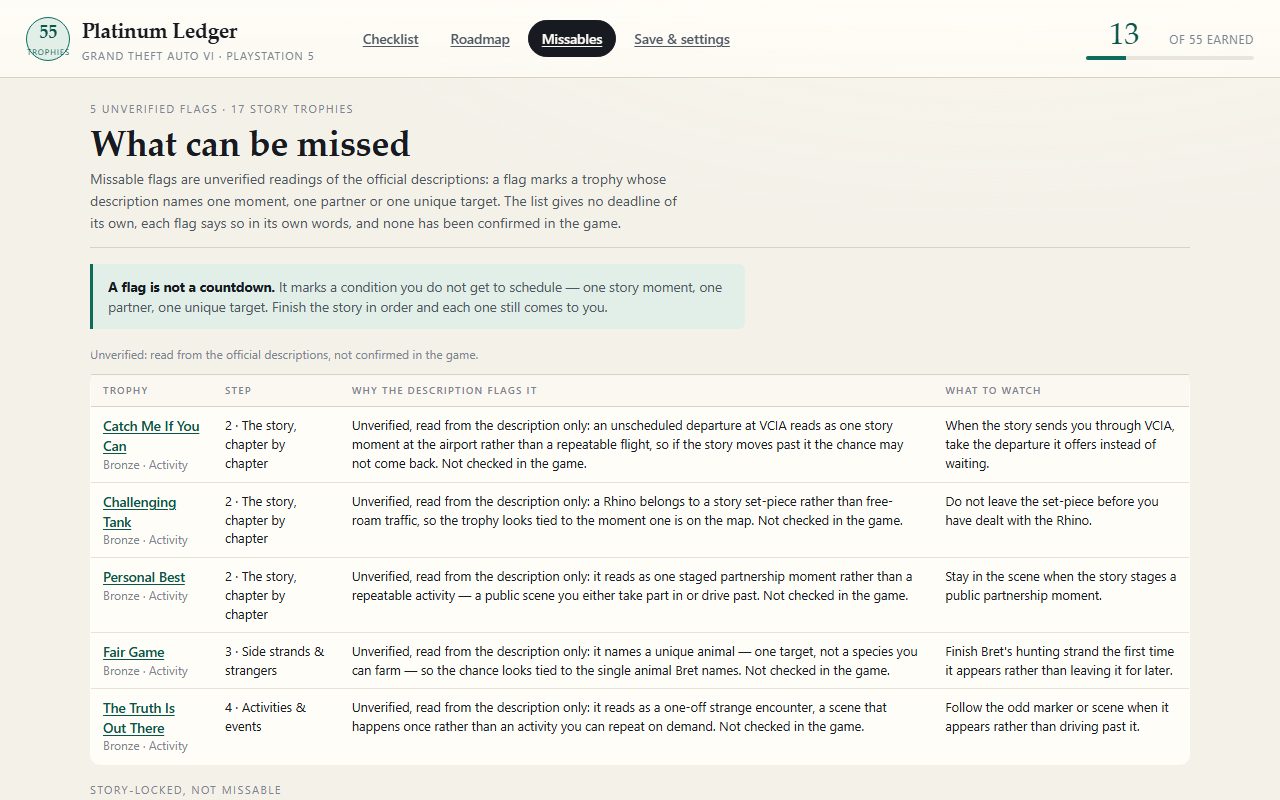 55
TROPHIES
Platinum Ledger
GRAND THEFT AUTO VI · PLAYSTATION 5
Checklist
Roadmap
Missables
Save & settings
13
OF 55 EARNED
5 UNVERIFIED FLAGS · 17 STORY TROPHIES
What can be missed
Missable flags are unverified readings of the official descriptions: a flag marks a trophy whose
description names one moment, one partner or one unique target. The list gives no deadline of
its own, each flag says so in its own words, and none has been confirmed in the game.
A flag is not a countdown. It marks a condition you do not get to schedule — one story moment, one
partner, one unique target. Finish the story in order and each one still comes to you.
Unverified: read from the official descriptions, not confirmed in the game.
TROPHY
STEP
WHY THE DESCRIPTION FLAGS IT
WHAT TO WATCH
Catch Me If You
Can
Bronze · Activity
2 · The story,
chapter by
chapter
Unverified, read from the description only: an unscheduled departure at VCIA reads as one story
moment at the airport rather than a repeatable flight, so if the story moves past it the chance may
not come back. Not checked in the game.
When the story sends you through VCIA,
take the departure it offers instead of
waiting.
Challenging
Tank
Bronze · Activity
2 · The story,
chapter by
chapter
Unverified, read from the description only: a Rhino belongs to a story set-piece rather than free-
roam traffic, so the trophy looks tied to the moment one is on the map. Not checked in the game.
Do not leave the set-piece before you
have dealt with the Rhino.
Personal Best
Bronze · Activity
2 · The story,
chapter by
chapter
Unverified, read from the description only: it reads as one staged partnership moment rather than a
repeatable activity — a public scene you either take part in or drive past. Not checked in the game.
Stay in the scene when the story stages a
public partnership moment.
Fair Game
Bronze · Activity
3 · Side strands &
strangers
Unverified, read from the description only: it names a unique animal — one target, not a species you
can farm — so the chance looks tied to the single animal Bret names. Not checked in the game.
Finish Bret's hunting strand the first time
it appears rather than leaving it for later.
The Truth Is
Out There
Bronze · Activity
4 · Activities &
events
Unverified, read from the description only: it reads as a one-off strange encounter, a scene that
happens once rather than an activity you can repeat on demand. Not checked in the game.
Follow the odd marker or scene when it
appears rather than driving past it.
STORY-LOCKED, NOT MISSABLE